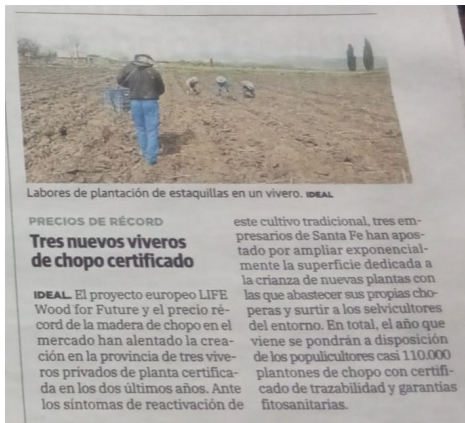 Labores de plantación de estaquillas en un vivero. IDEAL
PRECIOS DE RÉCORD
Tres nuevos viveros
de chopo certificado
IDEAL. El proyecto europeo LIFE
Wood for Future y el precio ré-
cord de la madera de chopo en el
mercado han alentado la crea-
ción en la provincia de tres vive-
ros privados de planta certifica-
da en los dos últimos años. Ante
los síntomas de reactivación de
este cultivo tradicional, tres em-
presarios de Santa Fe han apos-
tado por ampliar exponencial-
mente la superficie dedicada a
la crianza de nuevas plantas con
las que abastecer sus propias cho-
peras y surtir a los selvicultores
del entorno. En total, el año que
viene se pondrán a disposición
de los populicultores casi 110.000
plantones de chopo con certifi-
cado de trazabilidad y garantías
fitosanitarias.